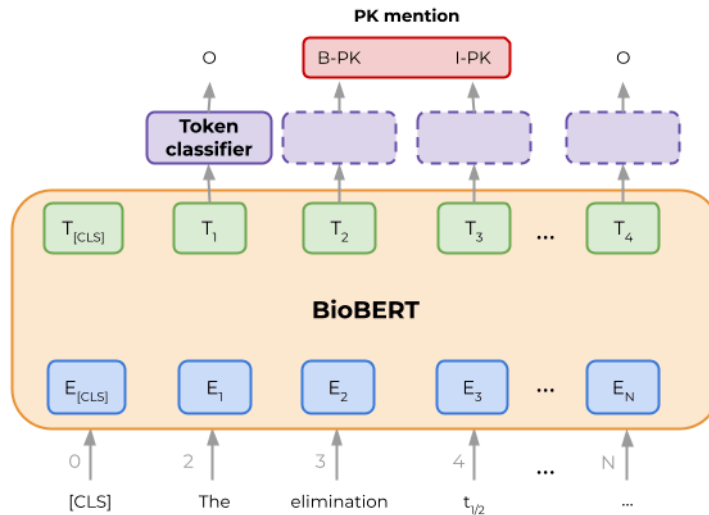 PK mention
O B-PK I-PK O
Token
classifier
T[CLS] T1 T2 T3 ... T4
BioBERT
E[CLS] E1 E2 E3 ... EN
0 2 3 4 ... N
[CLS] The elimination t1/2 ...